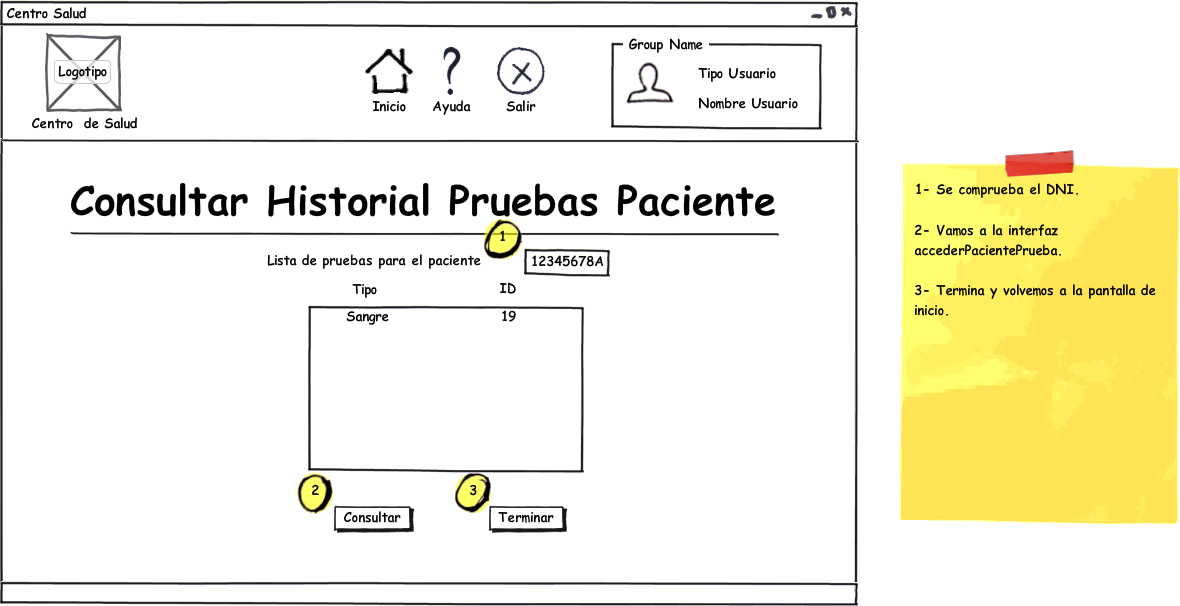 Centro Salud
Logotipo
Centro de Salud
Inicio
Ayuda
Salir
Group Name
Tipo Usuario
Nombre Usuario
Consultar Historial Pruebas Paciente
1
Lista de pruebas para el paciente
12345678A
Tipo ID
Sangre 19
2
3
Consultar
Terminar
1- Se comprueba el DNI.
2- Vamos a la interfaz
accederPacientePrueba.
3- Termina y volvemos a la pantalla de
inicio.